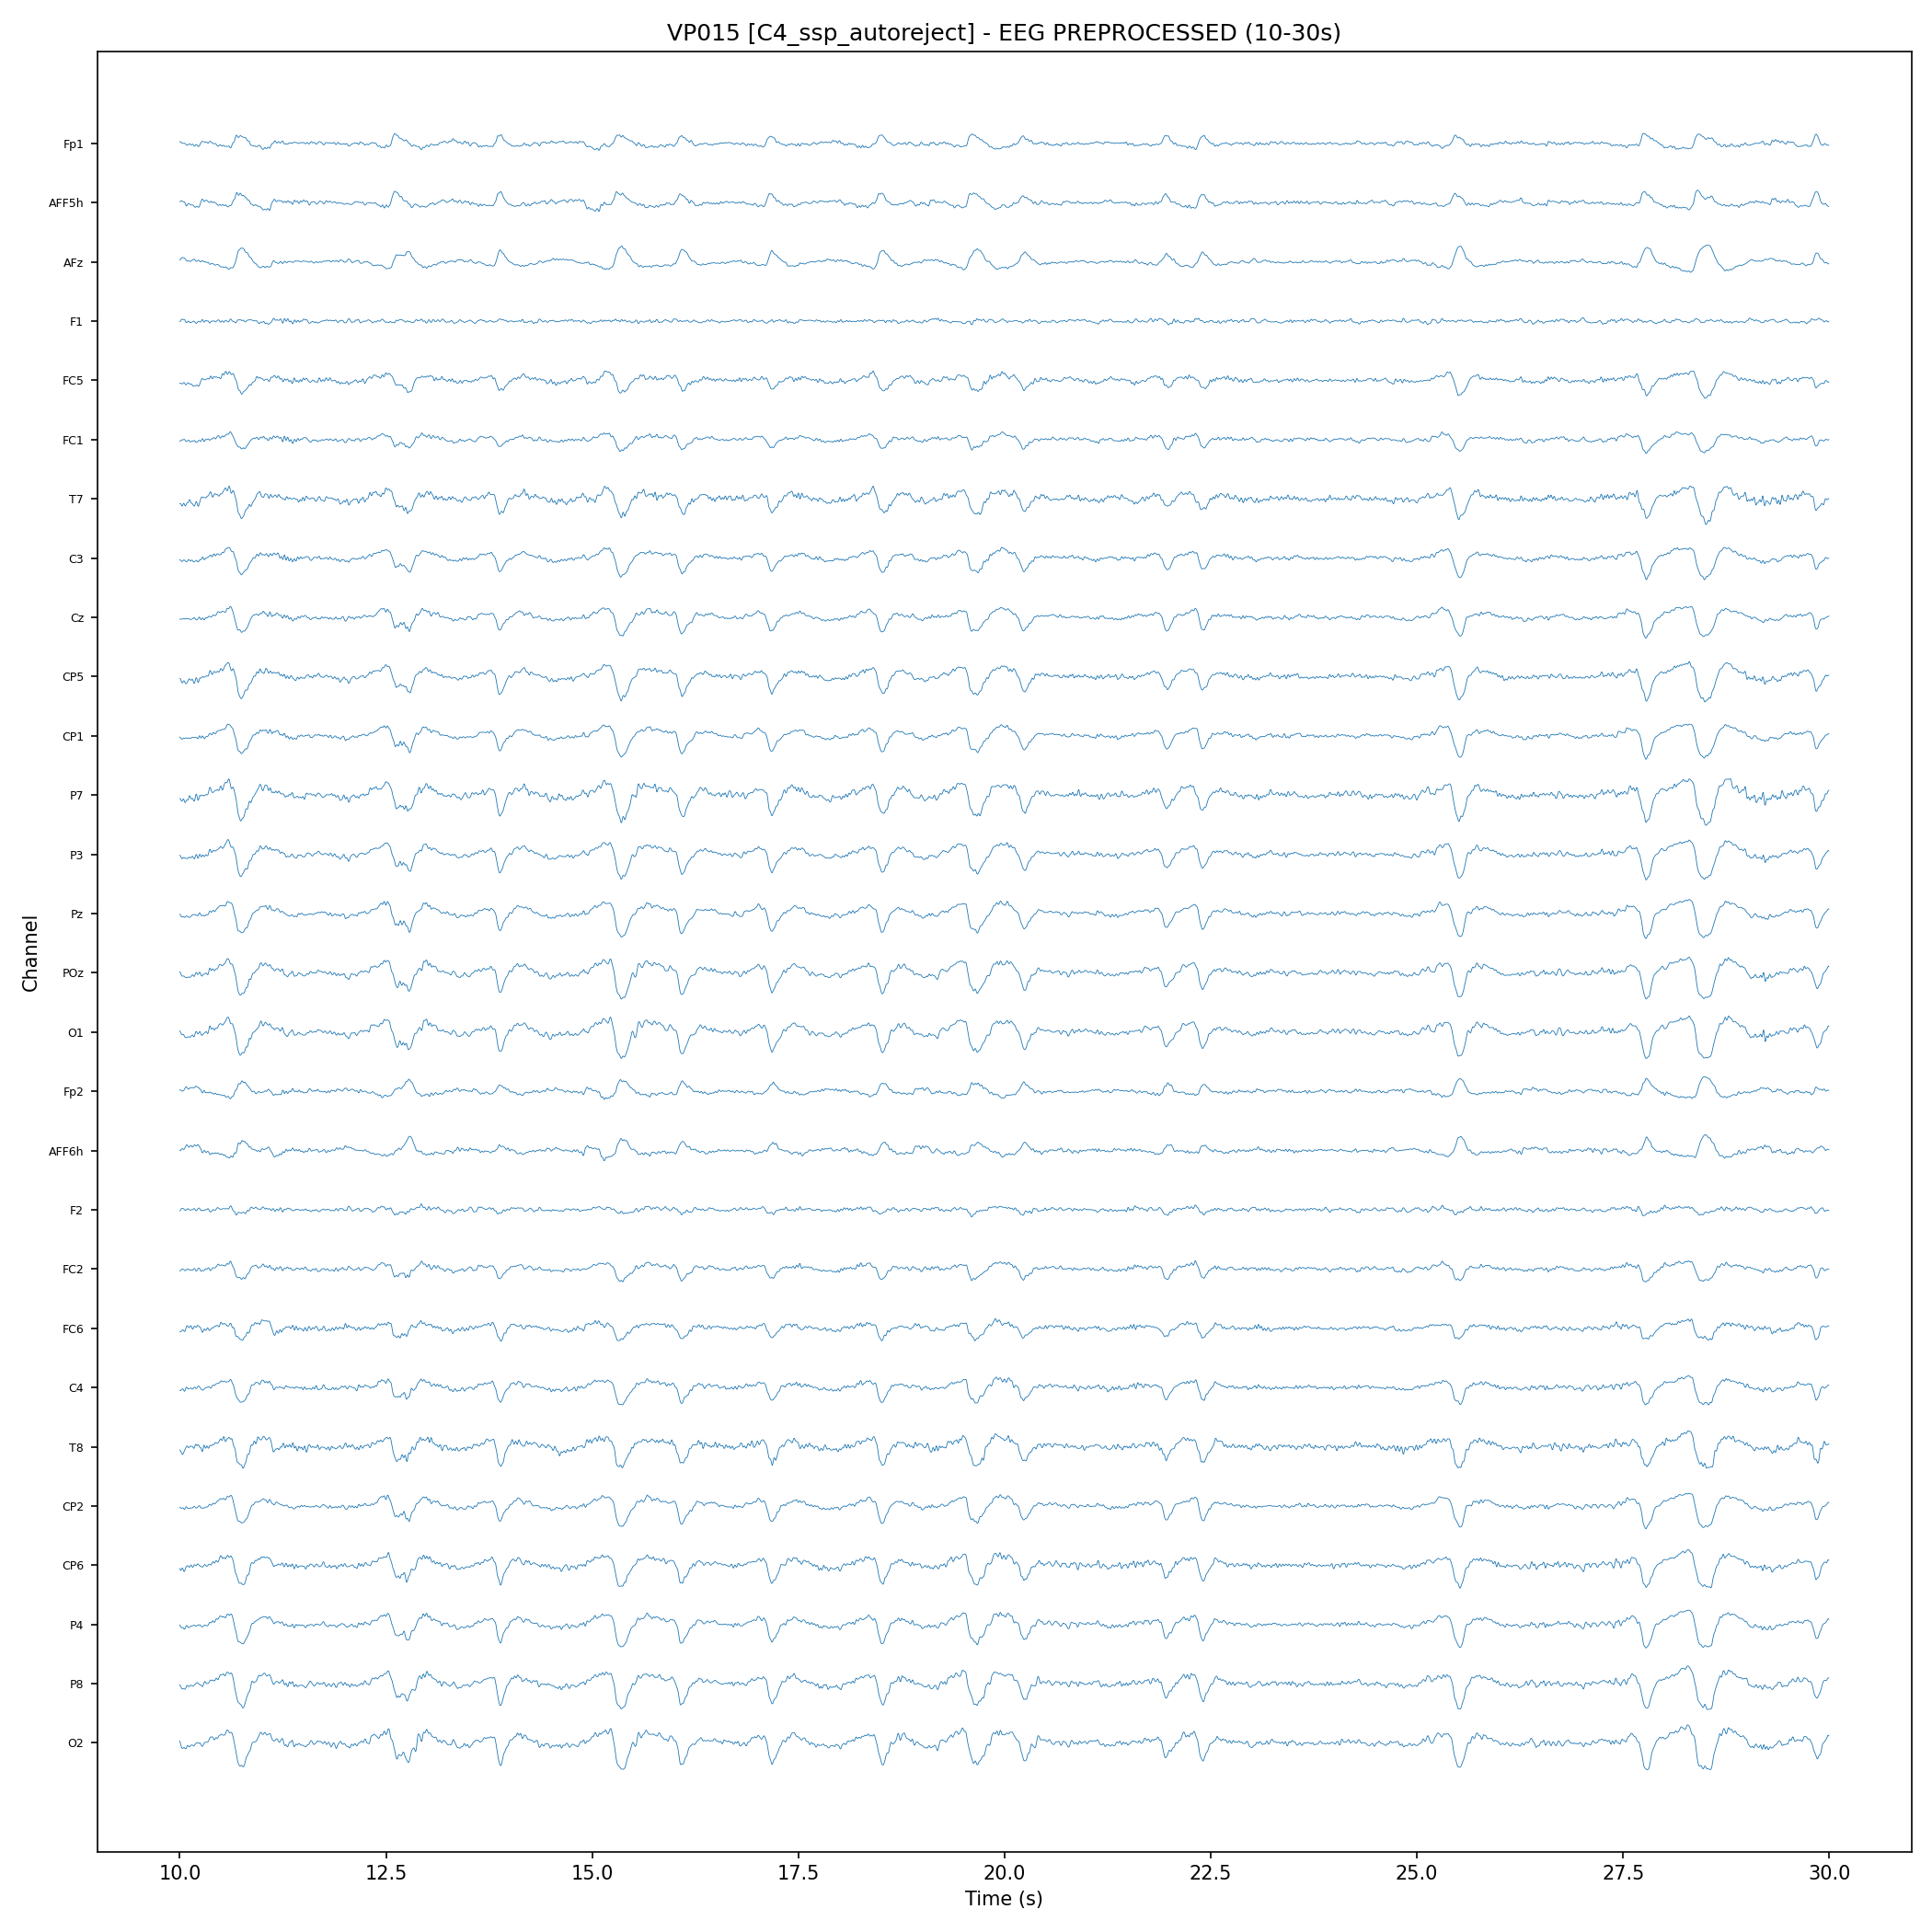 VP015 [C4_ssp_autoreject] - EEG PREPROCESSED (10-30s)
Fp1
AFF5h
AFz
F1
FC5
FC1
T7
C3
Cz
CP5
CP1
P7
P3
Pz
POz
O1
Fp2
AFF6h
F2
FC2
FC6
C4
T8
CP2
CP6
P4
P8
O2
Channel
10.0 12.5 15.0 17.5 20.0 22.5 25.0 27.5 30.0
Time (s)